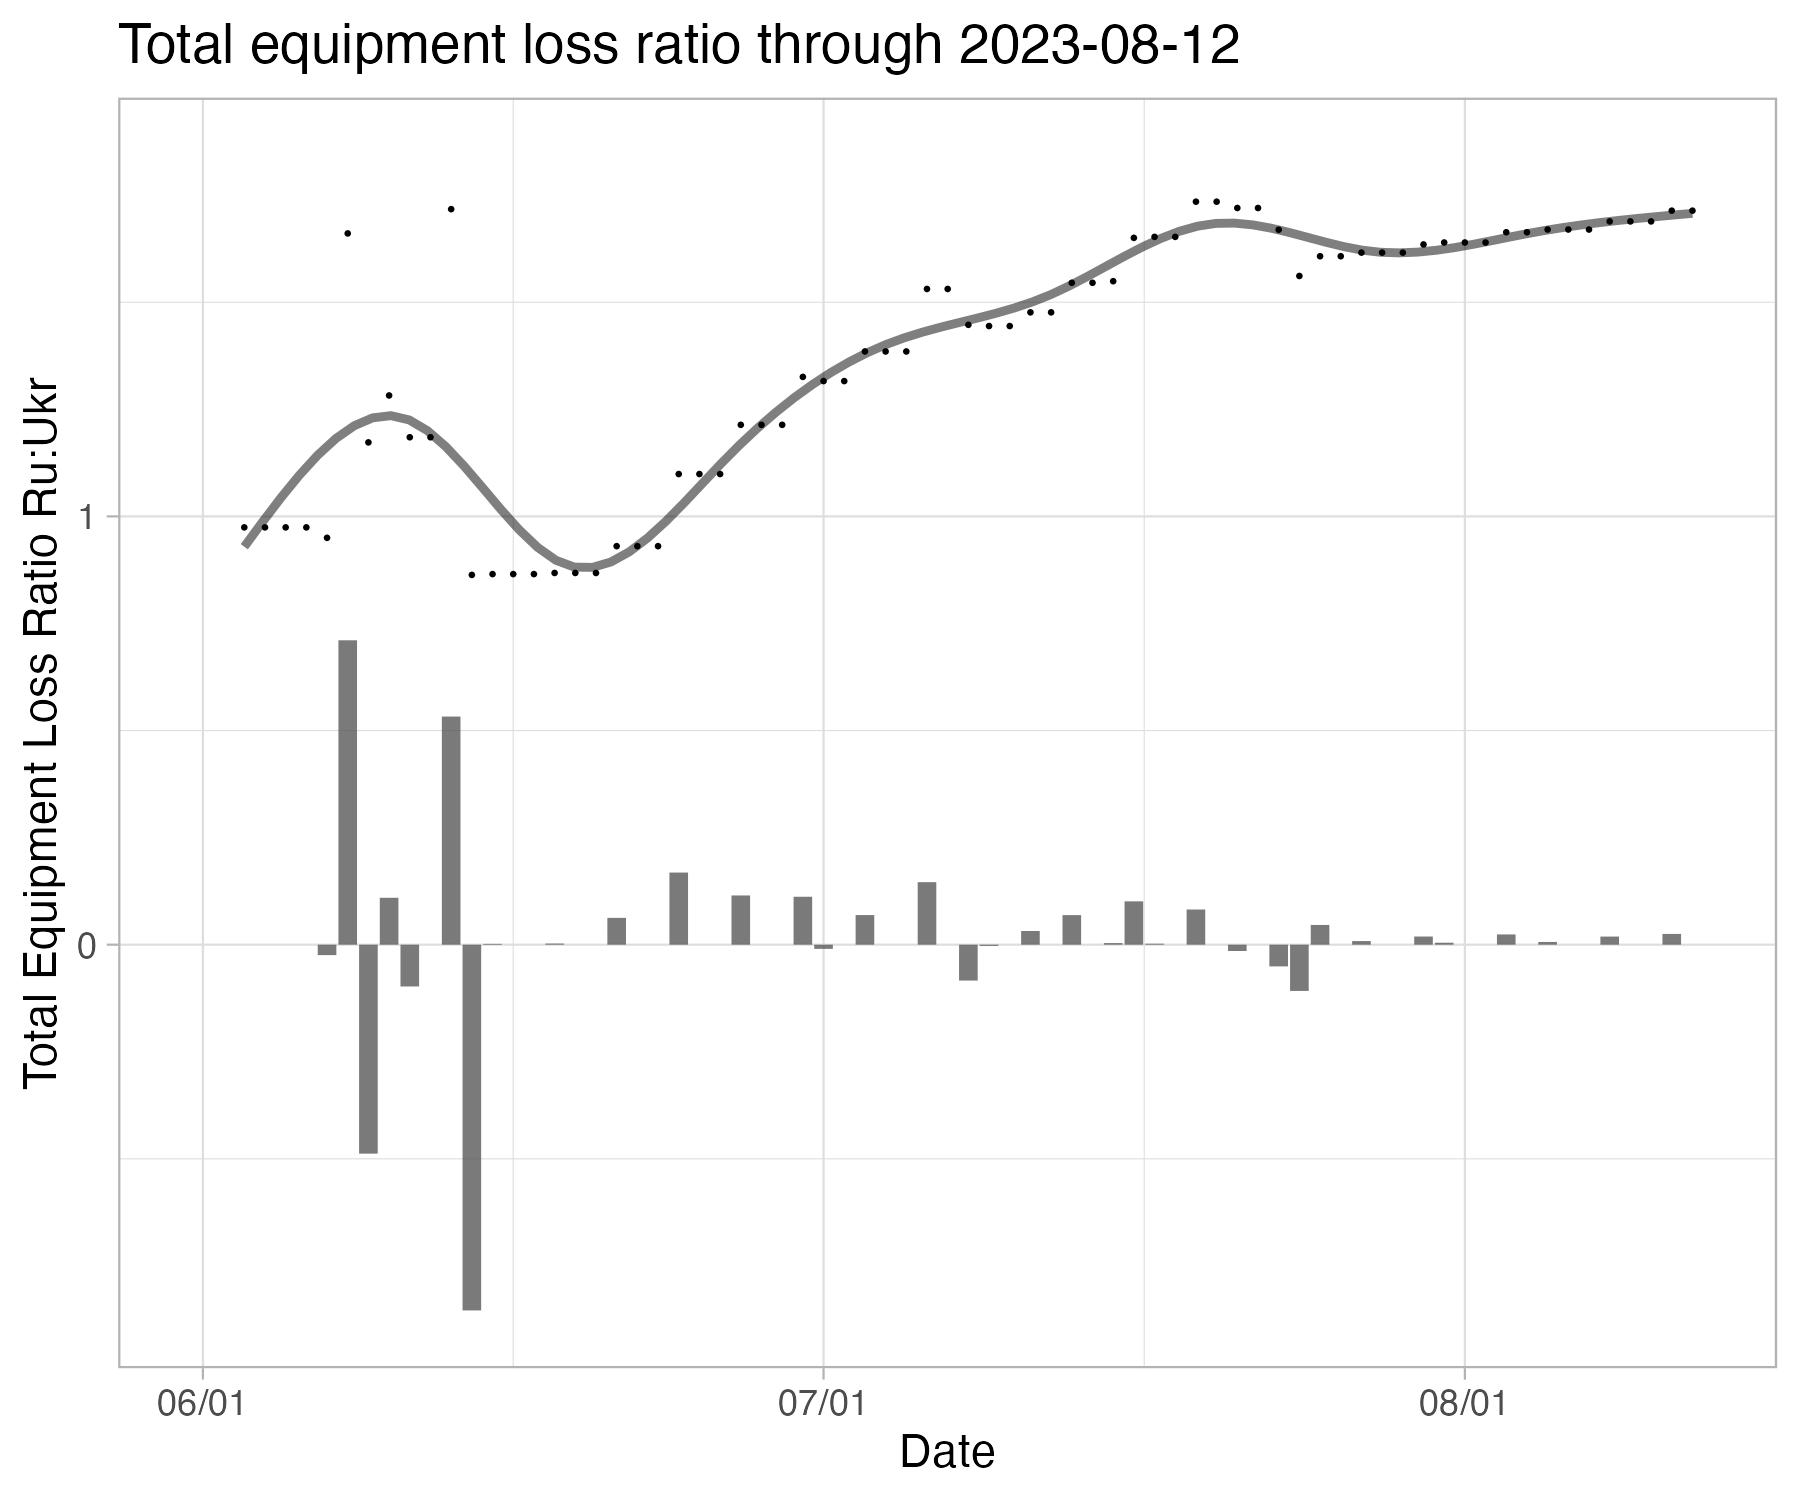 Total equipment loss ratio through 2023-08-12
Total Equipment Loss Ratio Ru:Ukr
1
0
06/01
07/01
08/01
Date